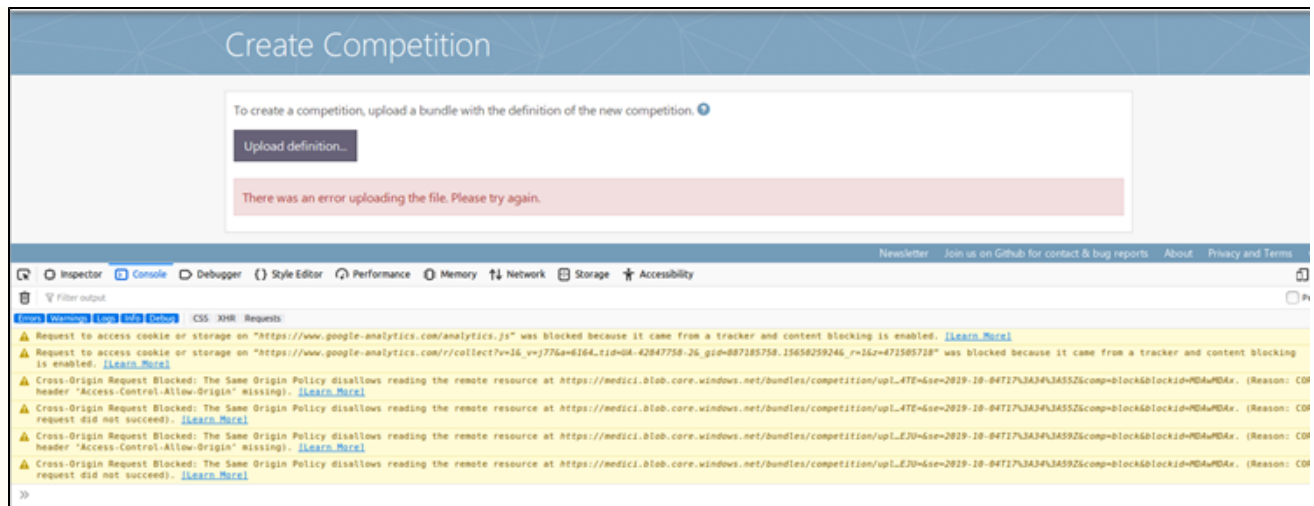 Create Competition
To create a competition, upload a bundle with the definition of the new competition.
Upload definition...
There was an error uploading the file. Please try again.
Newsletter Join us on Github for contact & bug reports About Privacy and Terms
Inspector Console Debugger {} Style Editor Performance Memory Network Storage Accessibility
Filter output
Errors Warnings Logs Info Debug CSS XHR Requests
Request to access cookie or storage on "https://www.google-analytics.com/analytics.js" was blocked because it came from a tracker and content blocking is enabled. [Learn More]
Request to access cookie or storage on "https://www.google-analytics.com/r/collect?v=1&_v=j77&a=6164…tid=UA-42847758-2&_gid=887185758.1565025924&_r=1&z=471505718" was blocked because it came from a tracker and content blocking
is enabled. [Learn More]
Cross-Origin Request Blocked: The Same Origin Policy disallows reading the remote resource at https://medici.blob.core.windows.net/bundles/competition/upl…4TE=&se=2019-10-04T17%3A34%3A55Z&comp=block&blockid=MDAwMDAx. (Reason: COR
header "Access-Control-Allow-Origin" missing). [Learn More]
Cross-Origin Request Blocked: The Same Origin Policy disallows reading the remote resource at https://medici.blob.core.windows.net/bundles/competition/upl…4TE=&se=2019-10-04T17%3A34%3A55Z&comp=block&blockid=MDAwMDAx. (Reason: COR
request did not succeed). [Learn More]
Cross-Origin Request Blocked: The Same Origin Policy disallows reading the remote resource at https://medici.blob.core.windows.net/bundles/competition/upl…EJU=&se=2019-10-04T17%3A34%3A59Z&comp=block&blockid=MDAwMDAx. (Reason: COR
header "Access-Control-Allow-Origin" missing). [Learn More]
Cross-Origin Request Blocked: The Same Origin Policy disallows reading the remote resource at https://medici.blob.core.windows.net/bundles/competition/upl…EJU=&se=2019-10-04T17%3A34%3A59Z&comp=block&blockid=MDAwMDAx. (Reason: COR
request did not succeed). [Learn More]